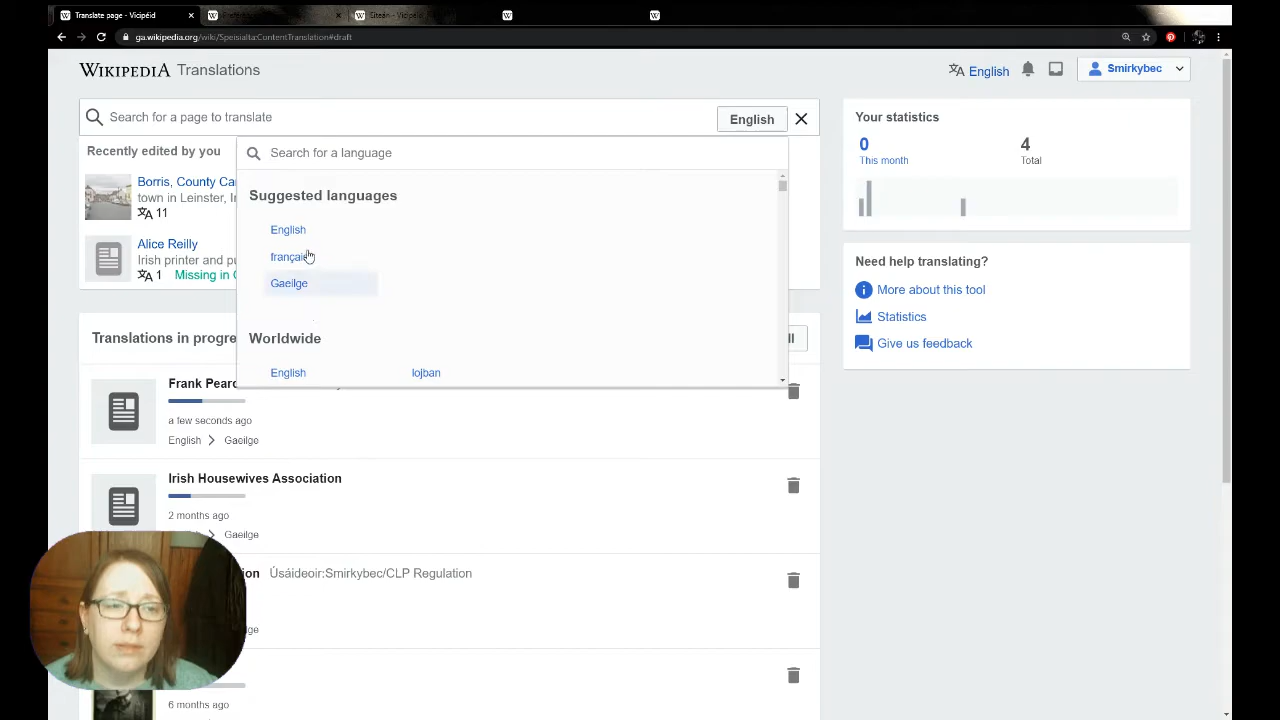 Translate page - Vicipéid
ga.wikipedia.org/wiki/Speisialta:ContentTranslation#draft
WIKIPEDIA Translations
English
Smirkybec
Search for a page to translate
English
Recently edited by you
Search for a language
Borris, County Ca
town in Leinster, I
11
Alice Reilly
Irish printer and pu
1 Missing in
Suggested languages
English
françai
Gaeilge
Worldwide
English
lojban
Your statistics
0
This month
4
Total
Need help translating?
More about this tool
Statistics
Give us feedback
Translations in progre
Frank Pear
a few seconds ago
English > Gaeilge
Irish Housewives Association
2 months ago
> Gaeilge
ion Úsáideoir:Smirkybec/CLP Regulation
ge
6 months ago